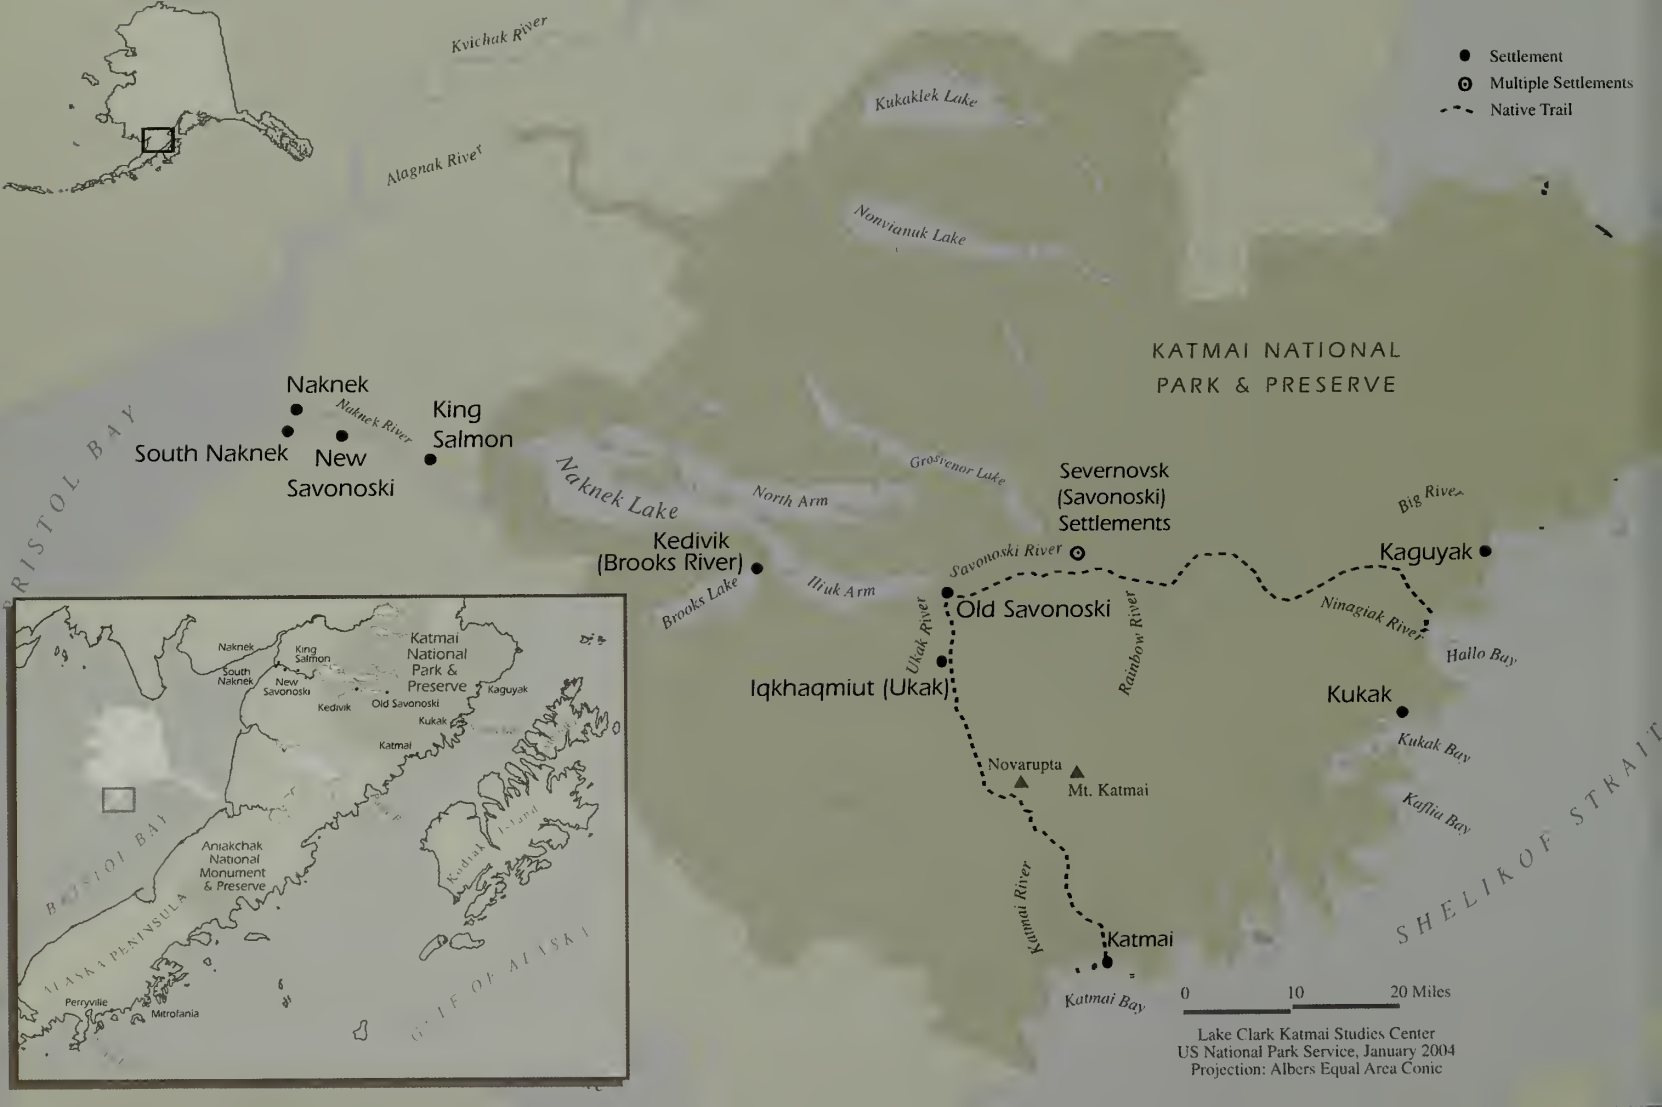 Kvichak River
Alagnak River
Kukaklek Lake
Nonvianuk Lake
Settlement
Multiple Settlements
Native Trail
KATMAI NATIONAL
PARK & PRESERVE
Naknek
Naknek River
King
Salmon
South Naknek
New
Savonoski
BRISTOL BAY
Naknek Lake
North Arm
Grosvenor Lake
Severnovsk
(Savonoski)
Settlements
Big River
Kaguyak
Kedivik
(Brooks River)
Brooks Lake
Iliuk Arm
Savonoski River
Old Savonoski
Ukak River
Rainbow River
Ninagiak River
Hallo Bay
Iqkhaqmiut (Ukak)
Kukak
Kukak Bay
Kaflia Bay
SHELIKOF STRAIT
Novarupta
Mt. Katmai
Katmai River
Katmai
Katmai Bay
0 10 20 Miles
Lake Clark Katmai Studies Center
US National Park Service, January 2004
Projection: Albers Equal Area Conic
Naknek
King
Salmon
South
Naknek
New
Savonoski
Katmai
National
Park &
Preserve
Kaguyak
Kedivik
Old Savonoski
Kukak
Katmai
Kodiak
Island
Aniakchak
National
Monument
& Preserve
BRISTOL BAY
ALASKA PENINSULA
GULF OF ALASKA
Perryville
Mitrofania